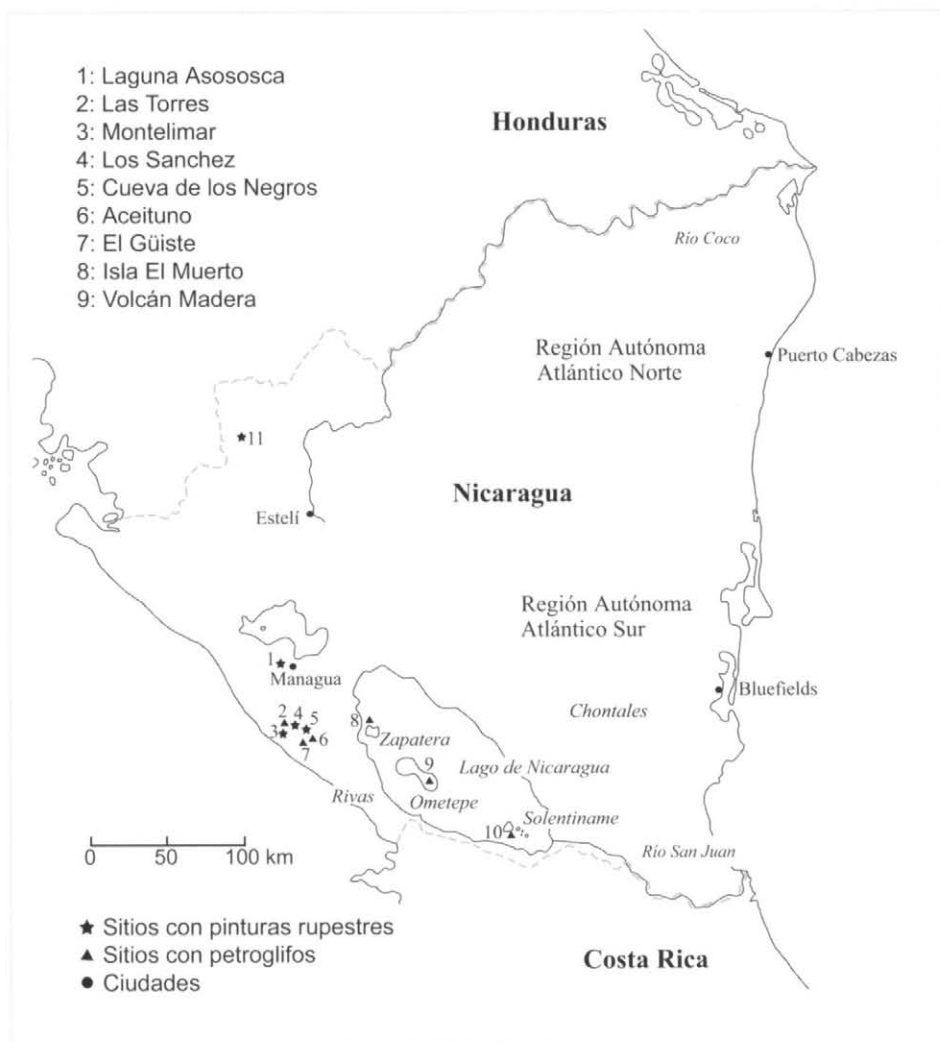 1: Laguna Asososca
2: Las Torres
3: Montelimar
4: Los Sanchez
5: Cueva de los Negros
6: Aceituno
7: El Güiste
8: Isla El Muerto
9: Volcán Madera
Honduras
Río Coco
Región Autónoma
Atlántico Norte
Puerto Cabezas
11
Nicaragua
Estelí
Región Autónoma
Atlántico Sur
1
Managua
Bluefields
Chontales
2
4
5
3
6
7
8
Zapatera
9
Lago de Nicaragua
Rivas
Ometepe
Solentiname
10
Río San Juan
0 50 100 km
Sitios con pinturas rupestres
Sitios con petroglifos
Ciudades
Costa Rica